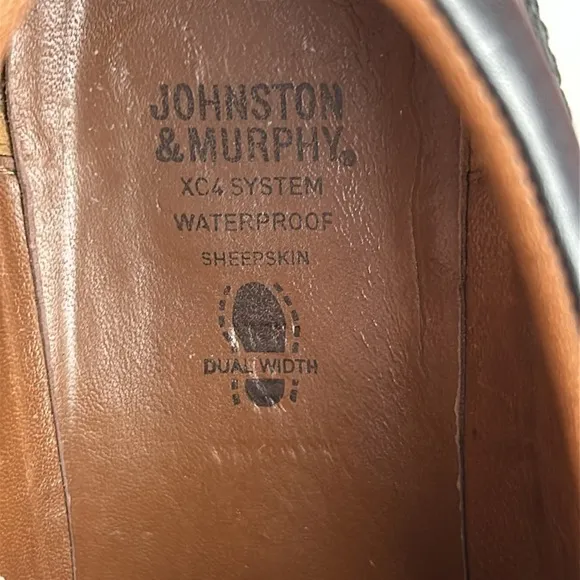 JOHNSTON
&MURPHY®
XC4 SYSTEM
WATERPROOF
SHEEPSKIN
DUAL WIDTH